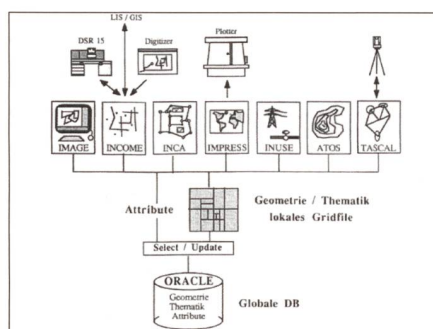 LIS / GIS
DSR 15
Digitizer
Plotter
IMAGE
INCOME
INCA
IMPRESS
INUSE
ATOS
TASCAL
Attribute
Geometrie / Thematik
lokales Gridfile
Select / Update
ORACLE
Geometrie
Thematik
Attribute
Globale DB